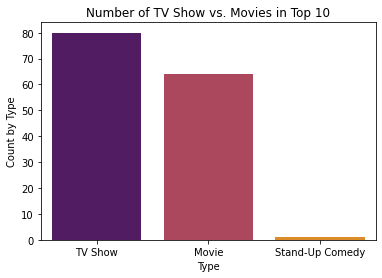 Number of TV Show vs. Movies in Top 10
Count by Type
80
70
60
50
40
30
20
10
0
TV Show Movie Stand-Up Comedy
Type